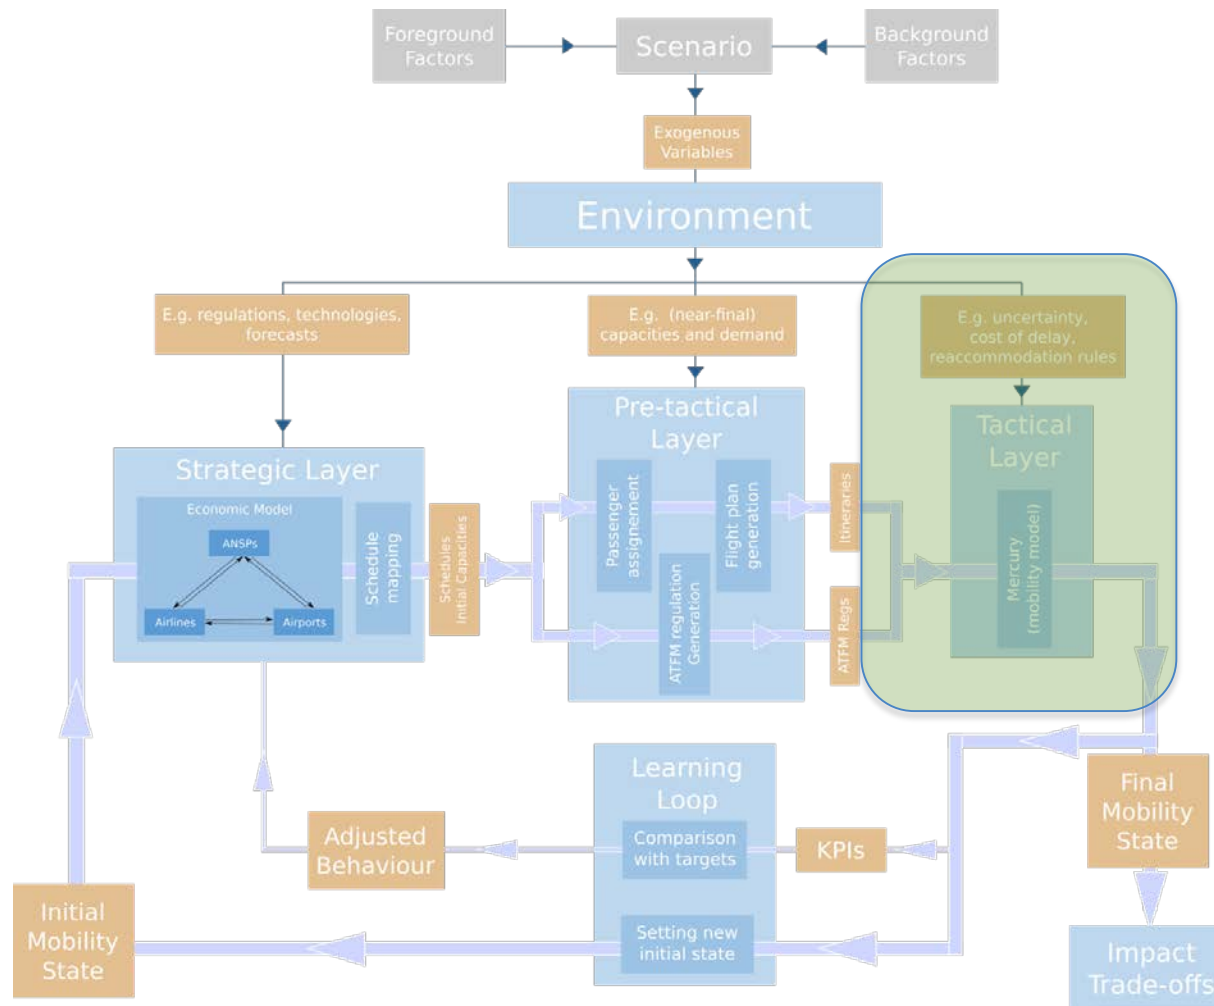 Foreground
Factors
Scenario
Background
Factors
Exogenous
Variables
Environment
E.g. regulations, technologies,
forecasts
E.g. (near-final)
capacities and demand
E.g. uncertainty,
cost of delay,
reaccommodation rules
Strategic Layer
Economic Model
ANSPs
Airlines
Airports
Schedule
mapping
Schedules
Initial Capacities
Pre-tactical
Layer
Passenger
assignement
Flight plan
generation
ATFM regulation
Generation
Itineraries
ATFM Regs
Tactical
Layer
Mercury
(mobility model)
Learning
Loop
Comparison
with targets
Setting new
initial state
KPIs
Adjusted
Behaviour
Initial
Mobility
State
Final
Mobility
State
Impact
Trade-offs